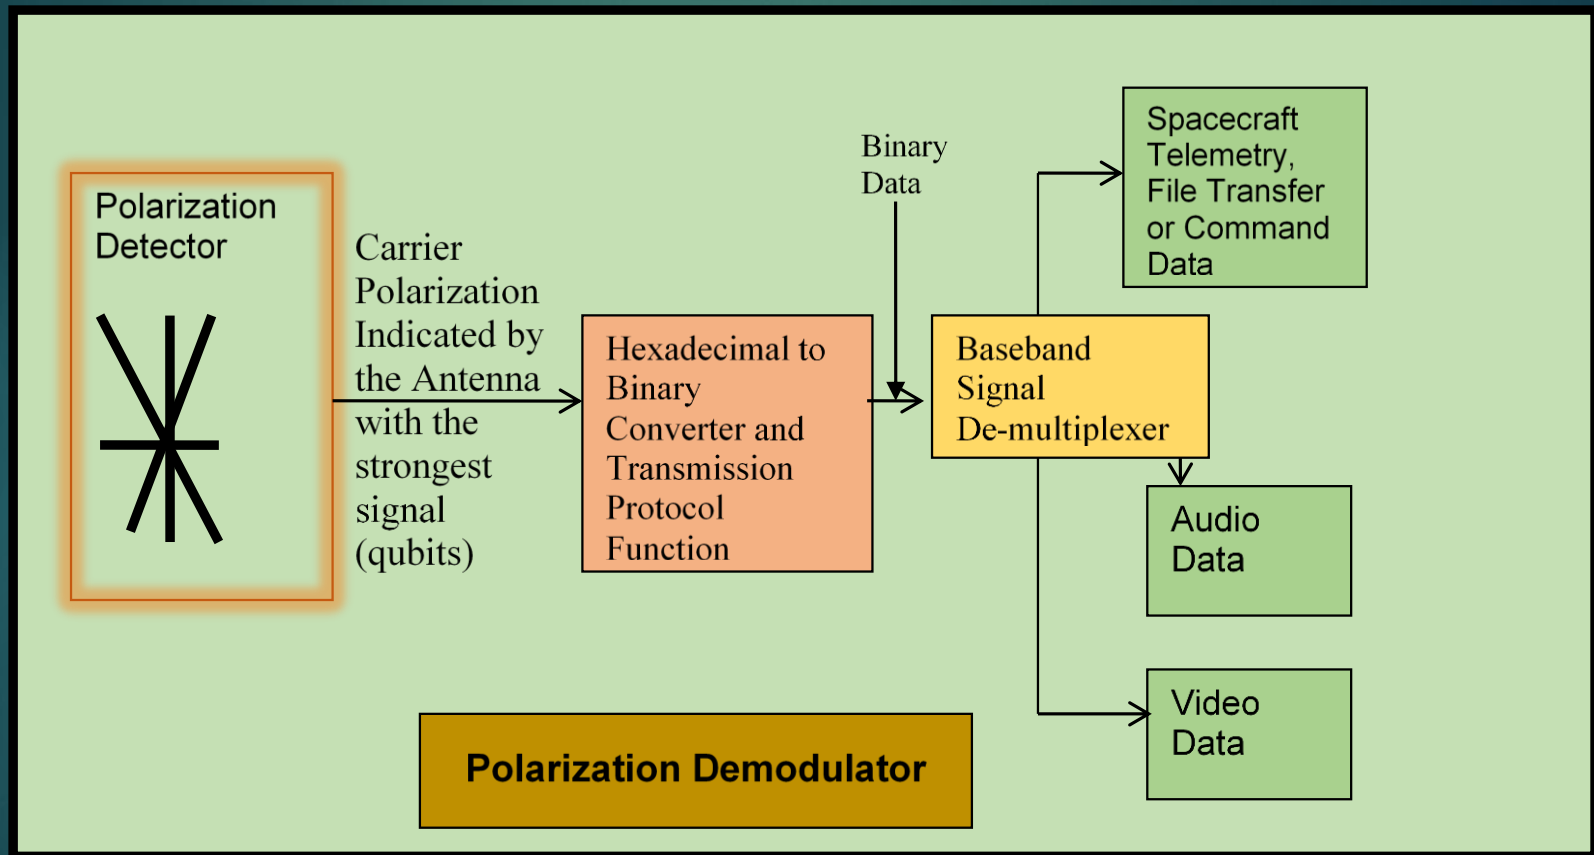 Polarization
Detector
Carrier
Polarization
Indicated by
the Antenna
with the
strongest
signal
(qubits)
Hexadecimal to
Binary
Converter and
Transmission
Protocol
Function
Binary
Data
Baseband
Signal
De-multiplexer
Spacecraft
Telemetry,
File Transfer
or Command
Data
Audio
Data
Video
Data
Polarization Demodulator